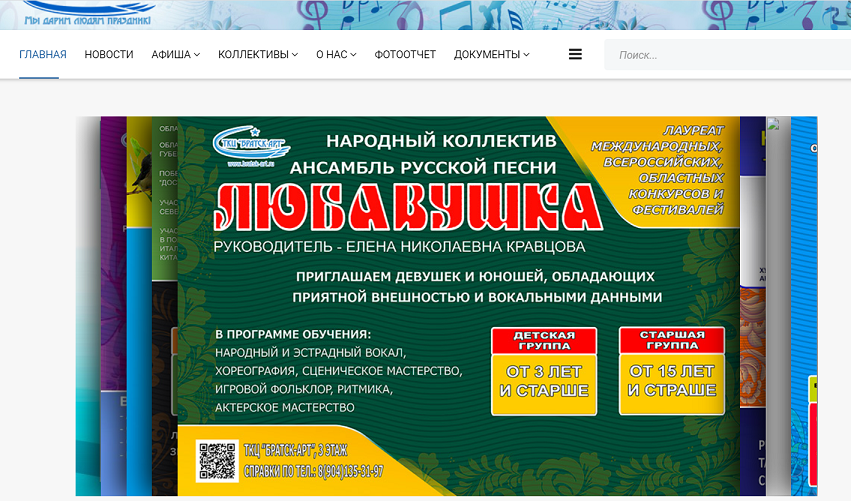 Мы дарим людям праздник!
ГЛАВНАЯ НОВОСТИ АФИША КОЛЛЕКТИВЫ О НАС ФОТООТЧЕТ ДОКУМЕНТЫ Поиск...
ТКЦ "БРАТСК-АРТ"
www.bratsk-art.ru
НАРОДНЫЙ КОЛЛЕКТИВ
АНСАМБЛЬ РУССКОЙ ПЕСНИ
ЛЮБАВУШКА
РУКОВОДИТЕЛЬ - ЕЛЕНА НИКОЛАЕВНА КРАВЦОВА
ЛАУРЕАТ
МЕЖДУНАРОДНЫХ,
ВСЕРОССИЙСКИХ,
ОБЛАСТНЫХ
КОНКУРСОВ И
ФЕСТИВАЛЕЙ
ПРИГЛАШАЕМ ДЕВУШЕК И ЮНОШЕЙ, ОБЛАДАЮЩИХ
ПРИЯТНОЙ ВНЕШНОСТЬЮ И ВОКАЛЬНЫМИ ДАННЫМИ
В ПРОГРАММЕ ОБУЧЕНИЯ:
НАРОДНЫЙ И ЭСТРАДНЫЙ ВОКАЛ,
ХОРЕОГРАФИЯ, СЦЕНИЧЕСКОЕ МАСТЕРСТВО,
ИГРОВОЙ ФОЛЬКЛОР, РИТМИКА,
АКТЕРСКОЕ МАСТЕРСТВО
ДЕТСКАЯ
ГРУППА
ОТ 3 ЛЕТ
И СТАРШЕ
СТАРШАЯ
ГРУППА
ОТ 15 ЛЕТ
И СТРАШЕ
ТКЦ "БРАТСК-АРТ", 3 ЭТАЖ
СПРАВКИ ПО ТЕЛ.: 8(904)135-31-97